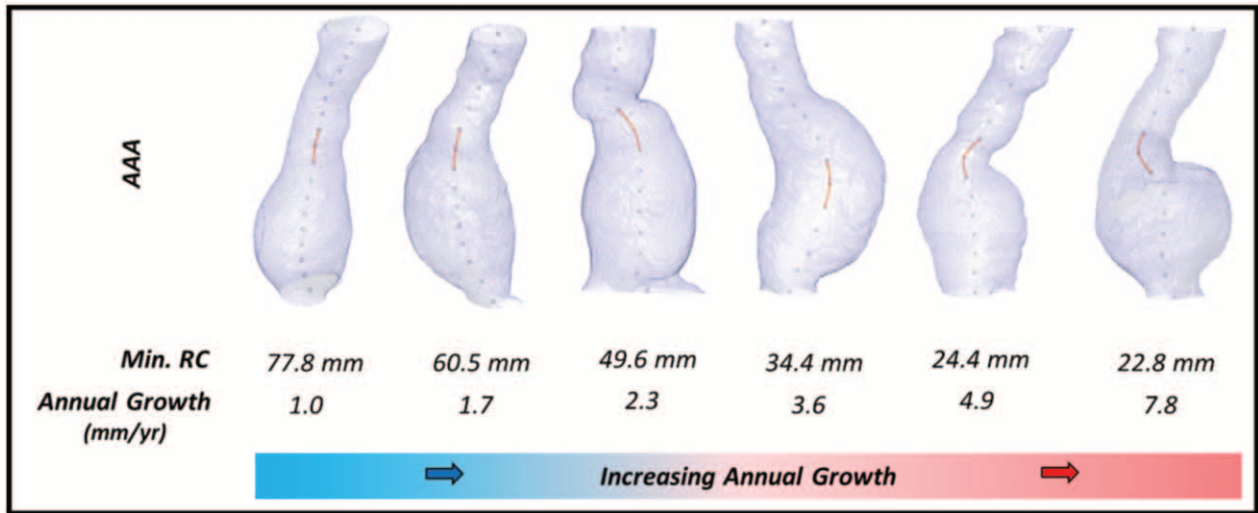 AAA
Min. RC 77.8 mm 60.5 mm 49.6 mm 34.4 mm 24.4 mm 22.8 mm
Annual Growth 1.0 1.7 2.3 3.6 4.9 7.8
(mm/yr)
Increasing Annual Growth